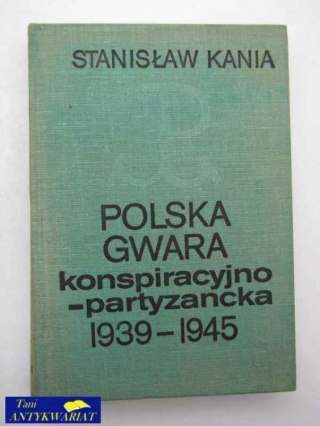 STANISŁAW KANIA
POLSKA
GWARA
konspiracyjno
-partyzancka
1939-1945
Tani
ANTYKWARIAT